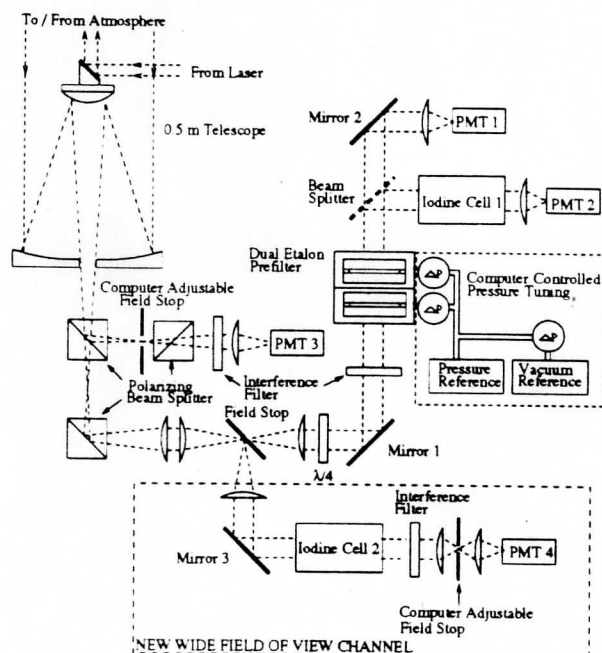 To / From Atmosphere
From Laser
0.5 m Telescope
Mirror 2
PMT 1
Beam
Splitter
Iodine Cell 1
PMT 2
Dual Etalon
Prefilter
ΔP
Computer Controlled
Pressure Tuning
ΔP
ΔP
Pressure
Reference
Vacuum
Reference
Computer Adjustable
Field Stop
PMT 3
Polarizing
Beam Splitter
Interference
Filter
Field Stop
λ/4
Mirror 1
Interference
Filter
Mirror 3
Iodine Cell 2
PMT 4
Computer Adjustable
Field Stop
NEW WIDE FIELD OF VIEW CHANNEL